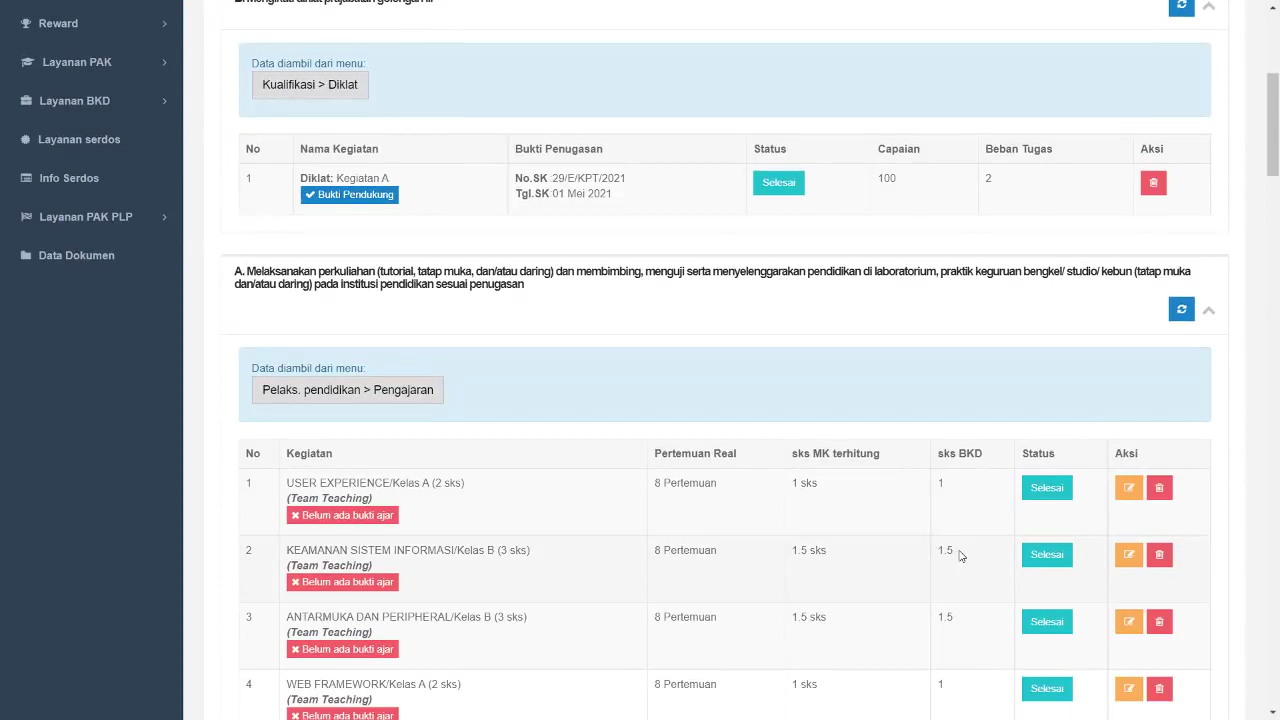 Reward
Layanan PAK
Layanan BKD
Layanan serdos
Info Serdos
Layanan PAK PLP
Data Dokumen
Data diambil dari menu:
Kualifikasi > Diklat
No Nama Kegiatan Bukti Penugasan Status Capaian Beban Tugas Aksi
1 Diklat: Kegiatan A No.SK :29/E/KPT/2021 Selesai 100 2
Bukti Pendukung Tgl.SK :01 Mei 2021
A. Melaksanakan perkuliahan (tutorial, tatap muka, dan/atau daring) dan membimbing, menguji serta menyelenggarakan pendidikan di laboratorium, praktik keguruan bengkel/ studio/ kebun (tatap muka
dan/atau daring) pada institusi pendidikan sesuai penugasan
Data diambil dari menu:
Pelaks. pendidikan > Pengajaran
No Kegiatan Pertemuan Real sks MK terhitung sks BKD Status Aksi
1 USER EXPERIENCE/Kelas A (2 sks) 8 Pertemuan 1 sks 1 Selesai
(Team Teaching)
Belum ada bukti ajar
2 KEAMANAN SISTEM INFORMASI/Kelas B (3 sks) 8 Pertemuan 1.5 sks 1.5 Selesai
(Team Teaching)
Belum ada bukti ajar
3 ANTARMUKA DAN PERIPHERAL/Kelas B (3 sks) 8 Pertemuan 1.5 sks 1.5 Selesai
(Team Teaching)
Belum ada bukti ajar
4 WEB FRAMEWORK/Kelas A (2 sks) 8 Pertemuan 1 sks 1 Selesai
(Team Teaching)
Belum ada bukti ajar